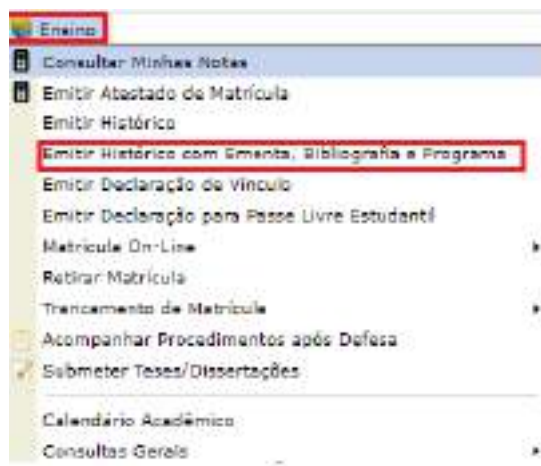 Ensino
Consultar Minhas Notas
Emitir Atestado de Matrícula
Emitir Histórico
Emitir Histórico com Ementa, Bibliografia e Programa
Emitir Declaração de Vínculo
Emitir Declaração para Passe Livre Estudantil
Matrícula On-Line
Retirar Matrícula
Trancamento de Matrícula
Acompanhar Procedimentos após Defesa
Submeter Teses/Dissertações
Calendário Acadêmico
Consultas Gerais